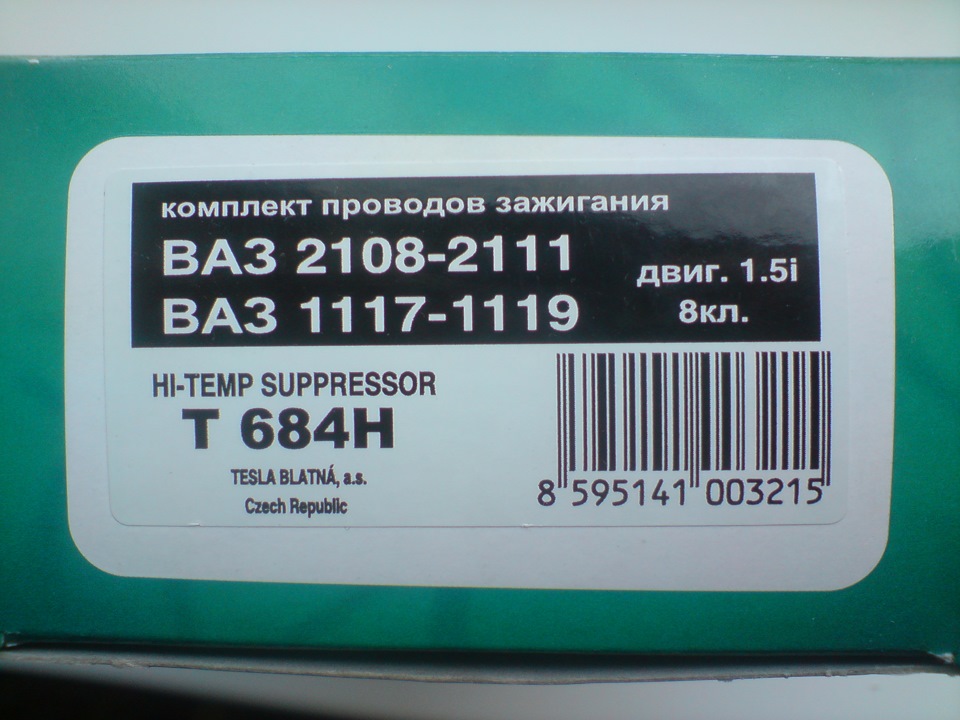 комплект проводов зажигания
ВАЗ 2108-2111
ВАЗ 1117-1119
двиг. 1.5i
8кл.
HI-TEMP SUPPRESSOR
T 684H
TESLA BLATNÁ, a.s.
Czech Republic
8 595141 003215